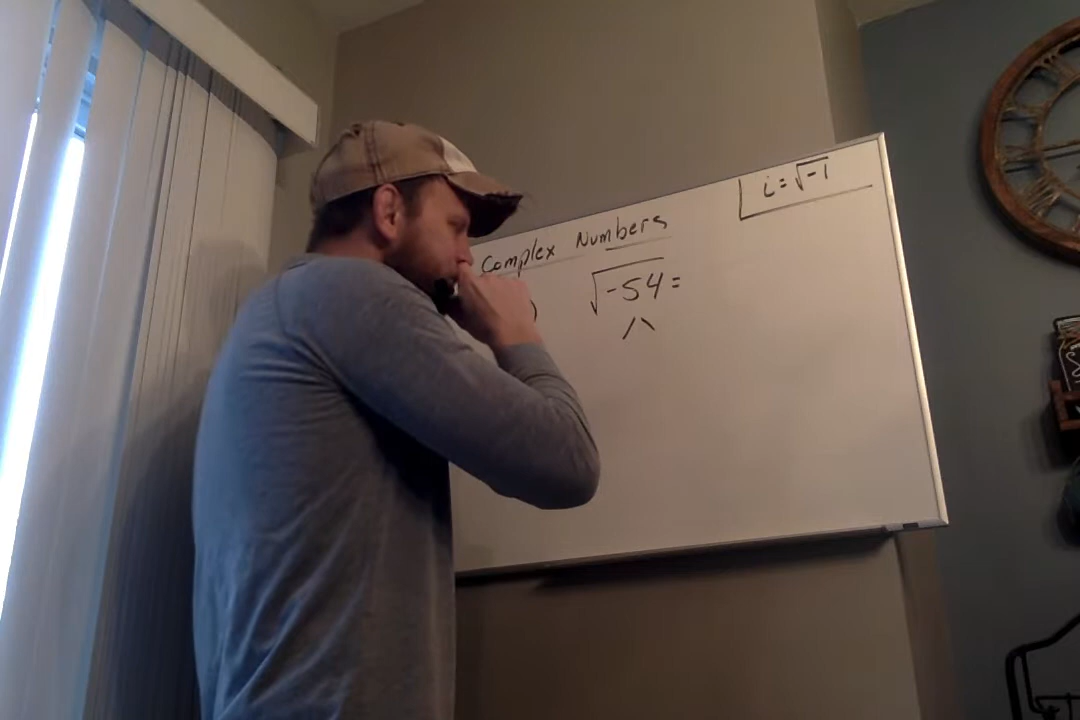 i = √-1
Complex Numbers
) √-54 =